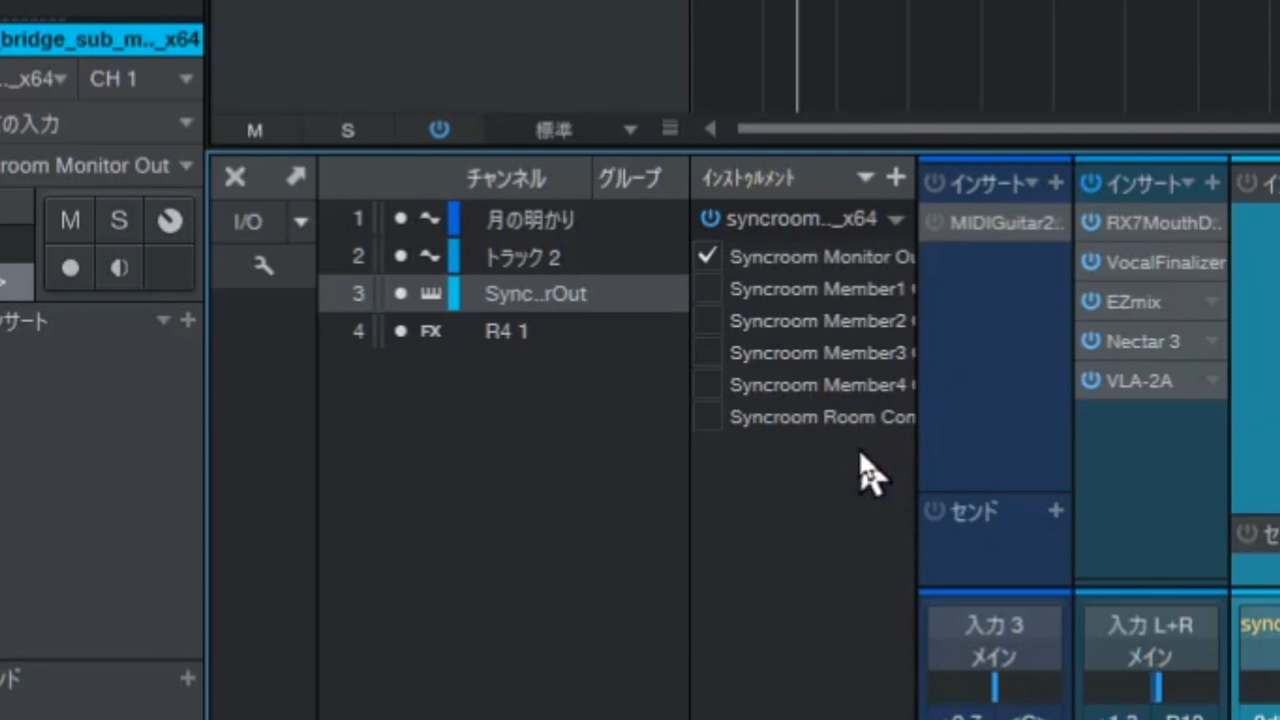 bridge_sub_m.._x64
.._x64 CH 1
の入力
room Monitor Out
M S
サート
M S 標準
I/O チャンネル グループ
1 月の明かり
2 トラック 2
3 Sync..rOut
4 FX R4 1
インストゥルメント
syncroom.._x64
Syncroom Monitor Ou
Syncroom Member1
Syncroom Member2
Syncroom Member3
Syncroom Member4
Syncroom Room Com
インサート
MIDIGuitar2..
センド
入力 3
メイン
インサート
RX7MouthD..
VocalFinalizer
EZmix
Nectar 3
VLA-2A
入力 L+R
メイン
イ
セ
sync